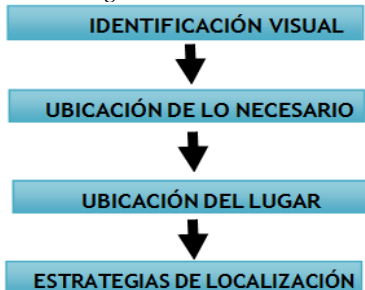 IDENTIFICACIÓN VISUAL
UBICACIÓN DE LO NECESARIO
UBICACIÓN DEL LUGAR
ESTRATEGIAS DE LOCALIZACIÓN